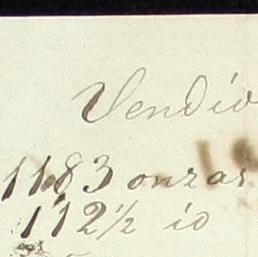 Vendió
1183 onzas
112½ id